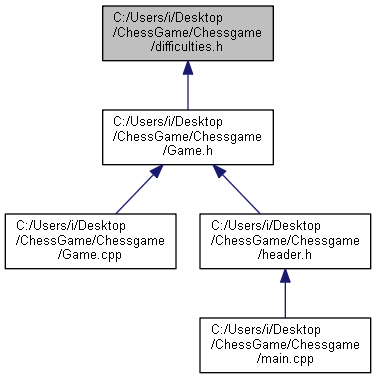 C:/Users/i/Desktop
/ChessGame/Chessgame
/difficulties.h
C:/Users/i/Desktop
/ChessGame/Chessgame
/Game.h
C:/Users/i/Desktop
/ChessGame/Chessgame
/Game.cpp
C:/Users/i/Desktop
/ChessGame/Chessgame
/header.h
C:/Users/i/Desktop
/ChessGame/Chessgame
/main.cpp